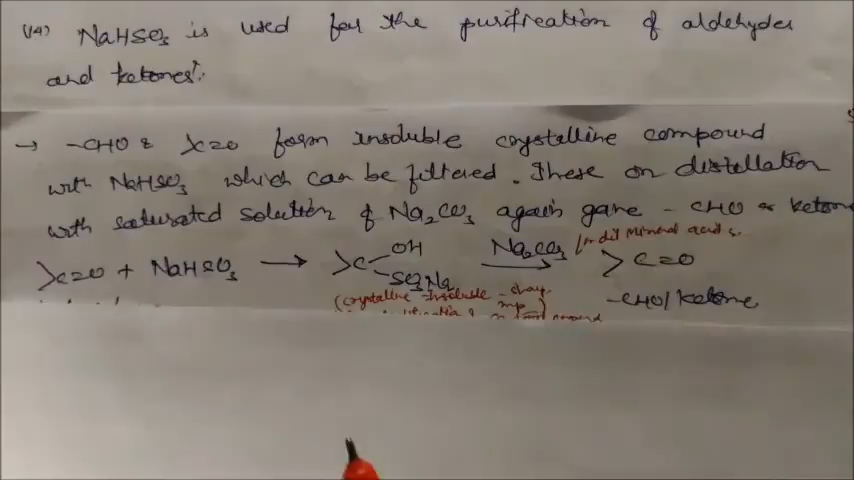 (14) NaHSO3 is used for the purification of aldehydes
and ketones.
→ -CHO & >C=O form insoluble crystalline compound
with NaHSO3 which can be filtered. These on distellation
with saturated solution of Na2CO3 again gave -CHO or ketone
/ or dil mineral acids.
>C=O + NaHSO3 → >C-OH -SO3Na Na2CO3 → >C=O
(crystalline insoluble - sharp mp)
-CHO/ketone